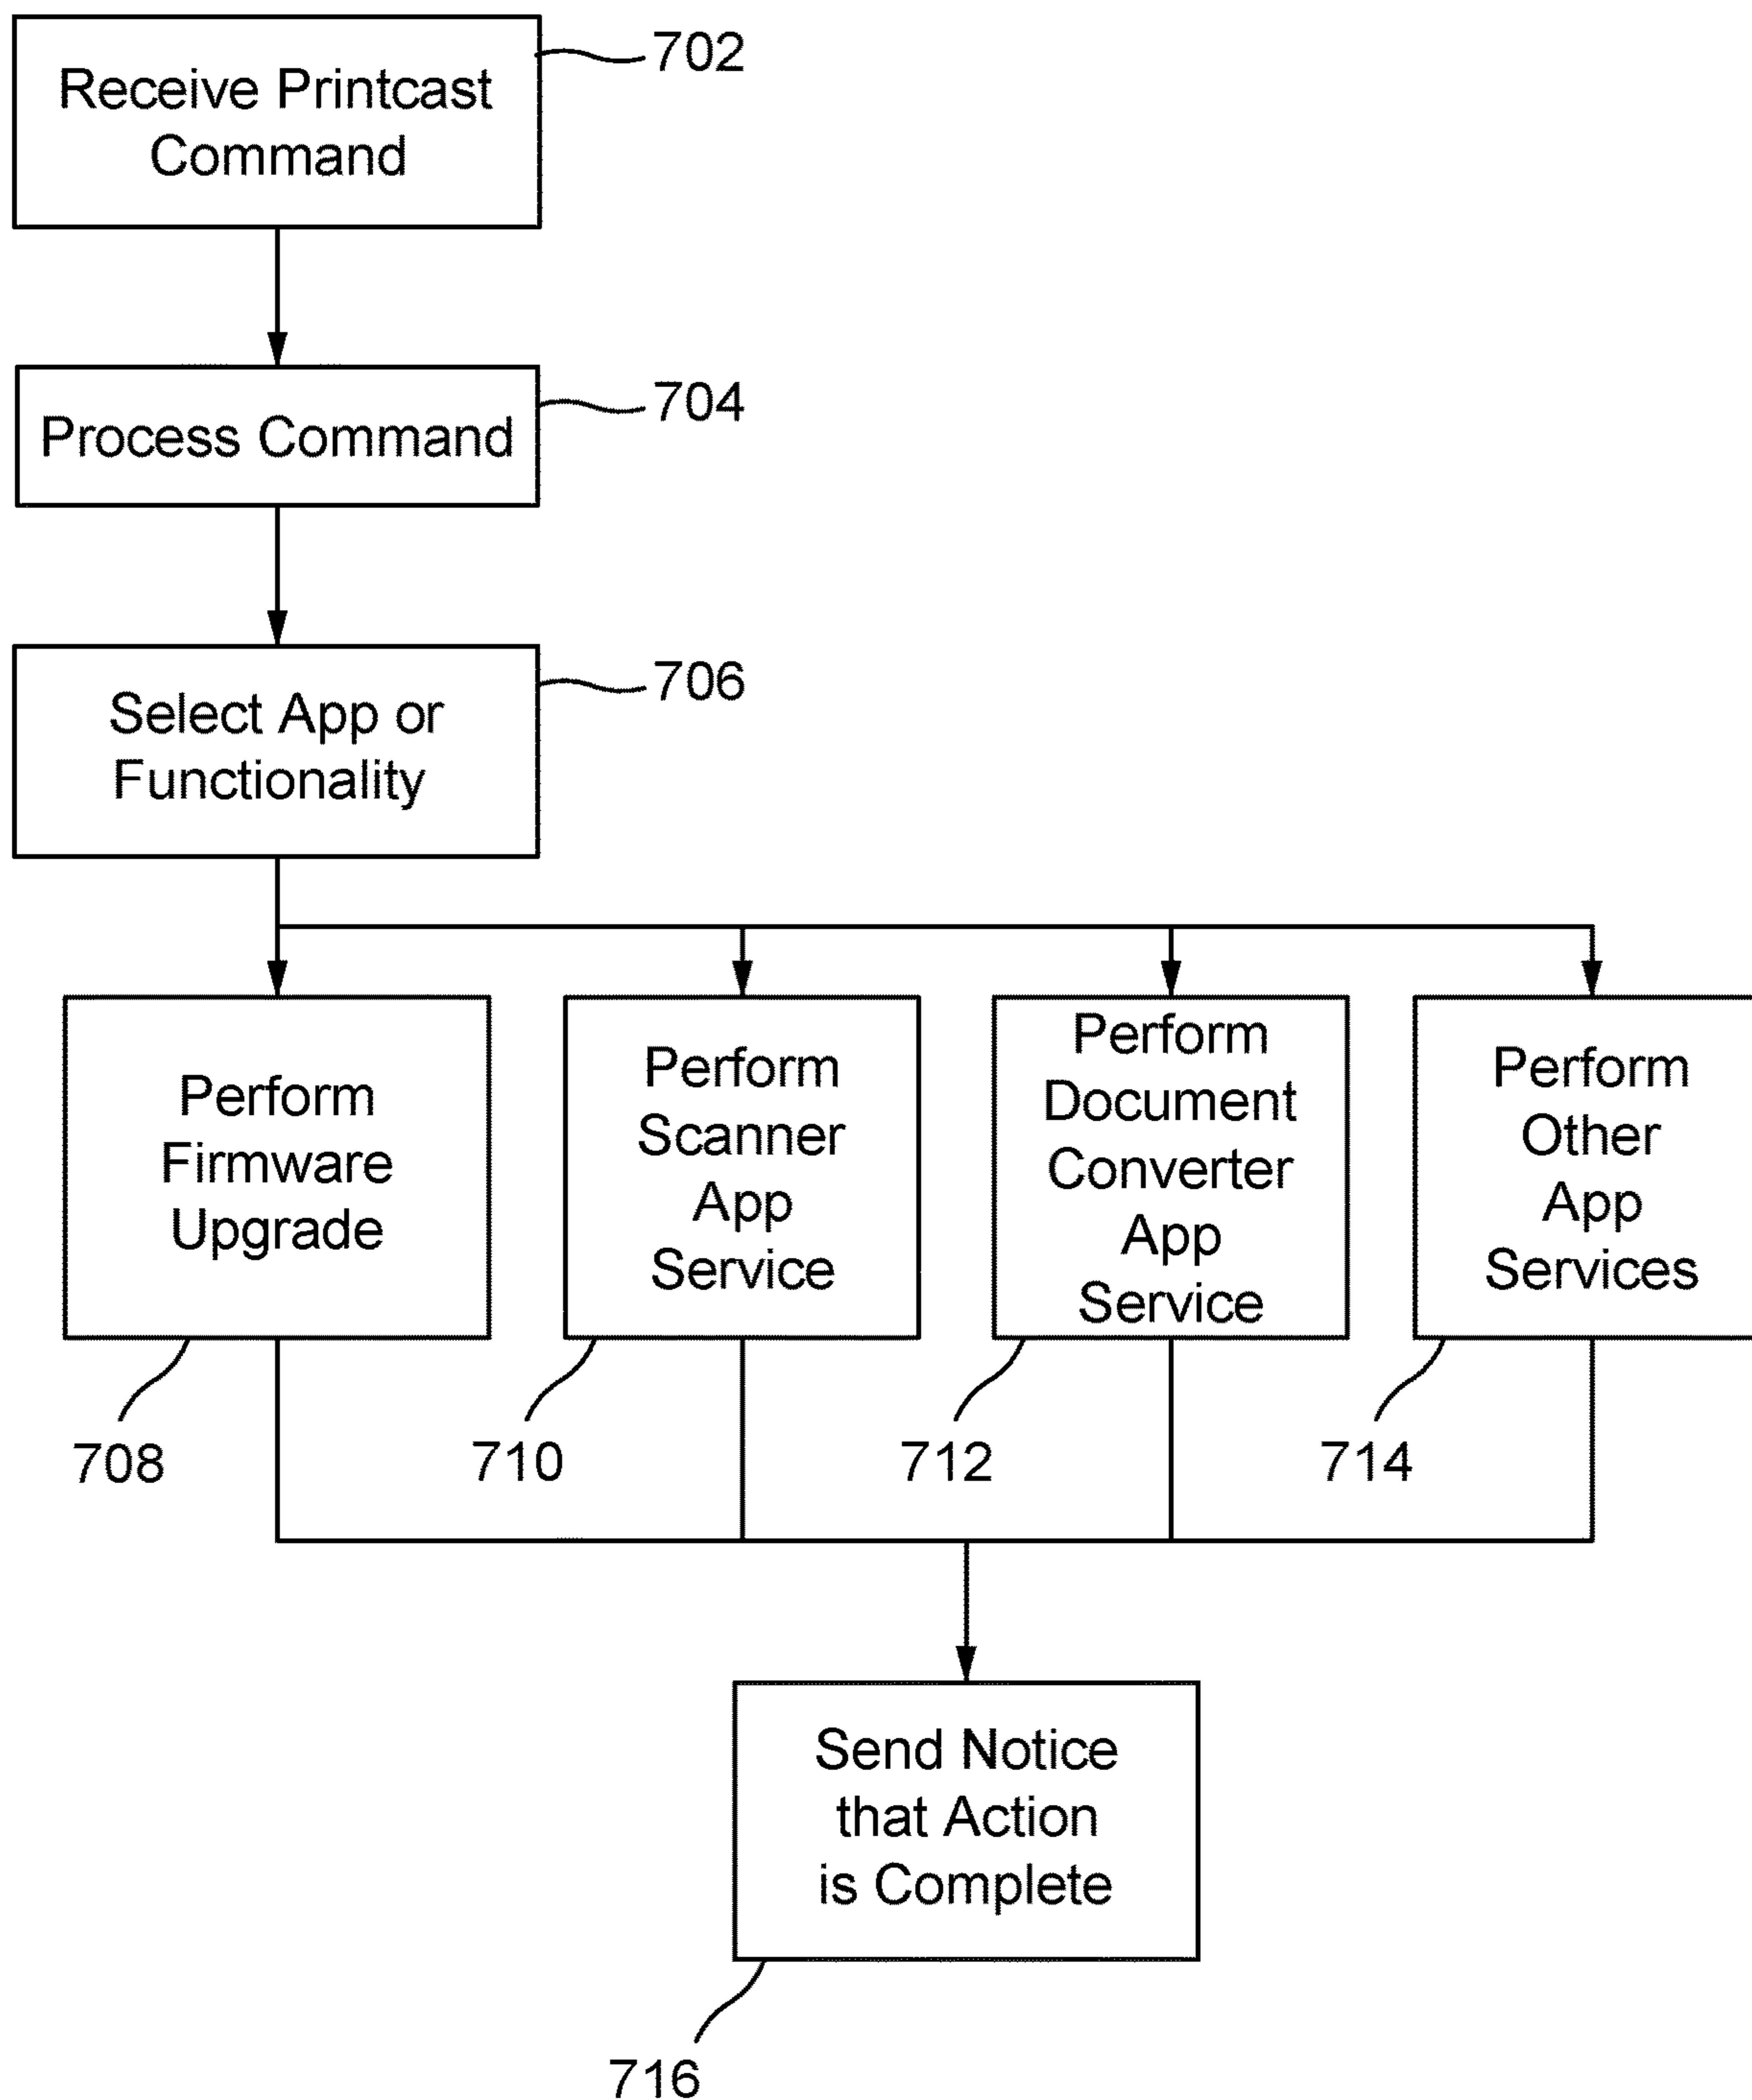 Receive Printcast
Command
702
Process Command
704
Select App or
Functionality
706
Perform
Firmware
Upgrade
708
Perform
Scanner
App
Service
710
Perform
Document
Converter
App
Service
712
Perform
Other
App
Services
714
Send Notice
that Action
is Complete
716